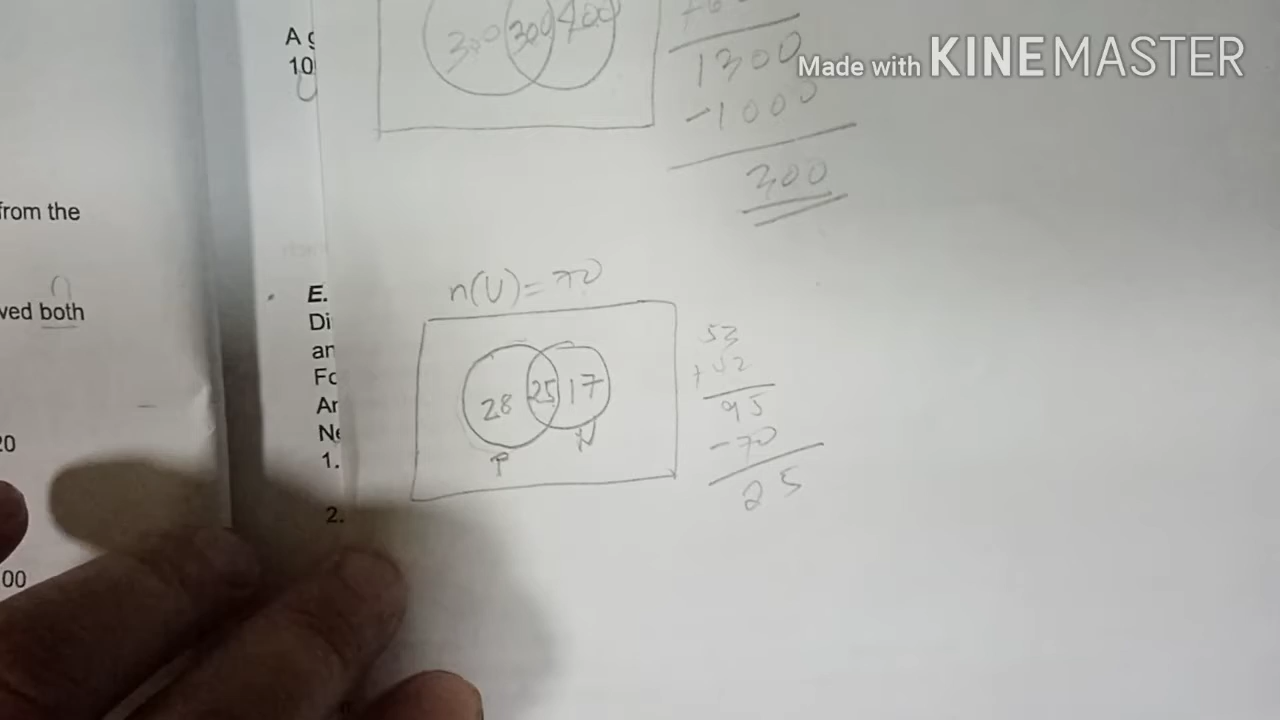 A
10
300 300 400
1300
-1000
300
Made with KINEMASTER
from the
ved both
20
00
E.
Di
an
Fo
Ar
Ne
1.
2.
n(U)=70
28 25 17
P N
53
+52
95
-70
25